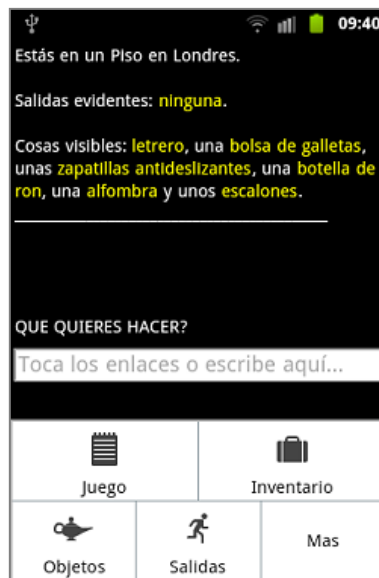 09:40
Estás en un Piso en Londres.
Salidas evidentes: ninguna.
Cosas visibles: letrero, una bolsa de galletas,
unas zapatillas antideslizantes, una botella de
ron, una alfombra y unos escalones.
QUE QUIERES HACER?
Toca los enlaces o escribe aquí...
Juego
Inventario
Objetos
Salidas
Mas